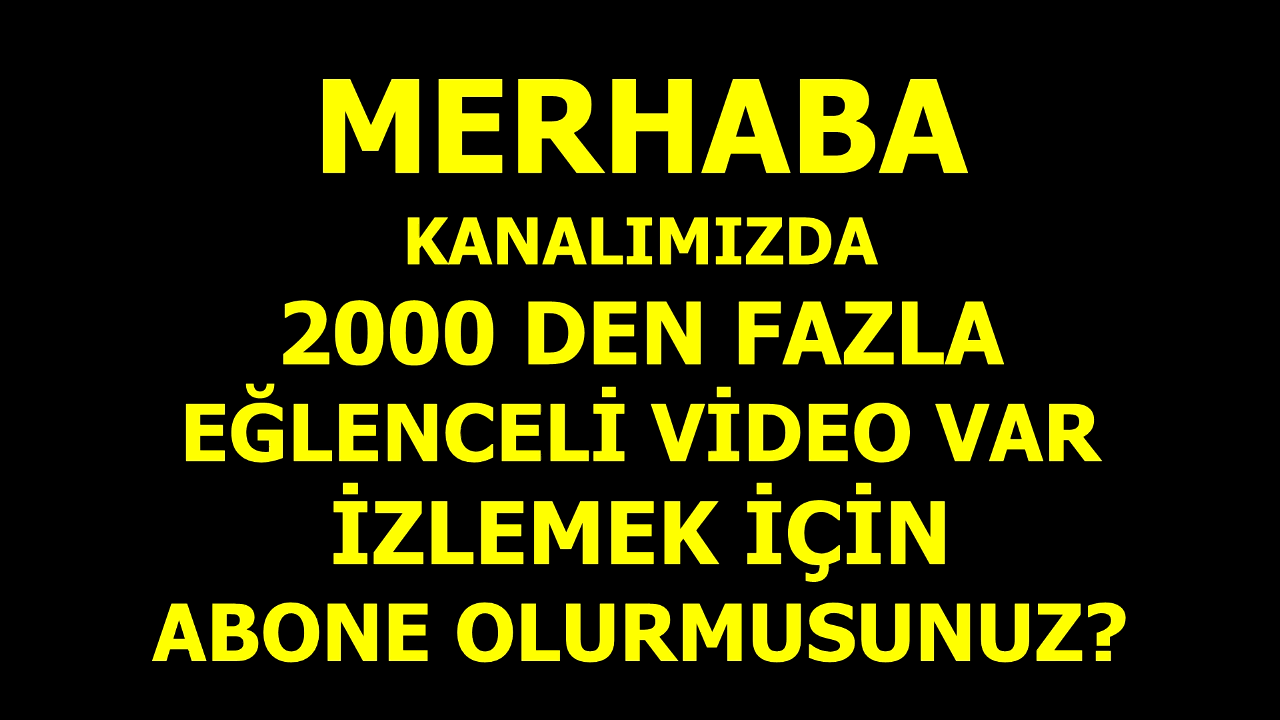 MERHABA
KANALIMIZDA
2000 DEN FAZLA
EĞLENCELİ VİDEO VAR
İZLEMEK İÇİN
ABONE OLURMUSUNUZ?